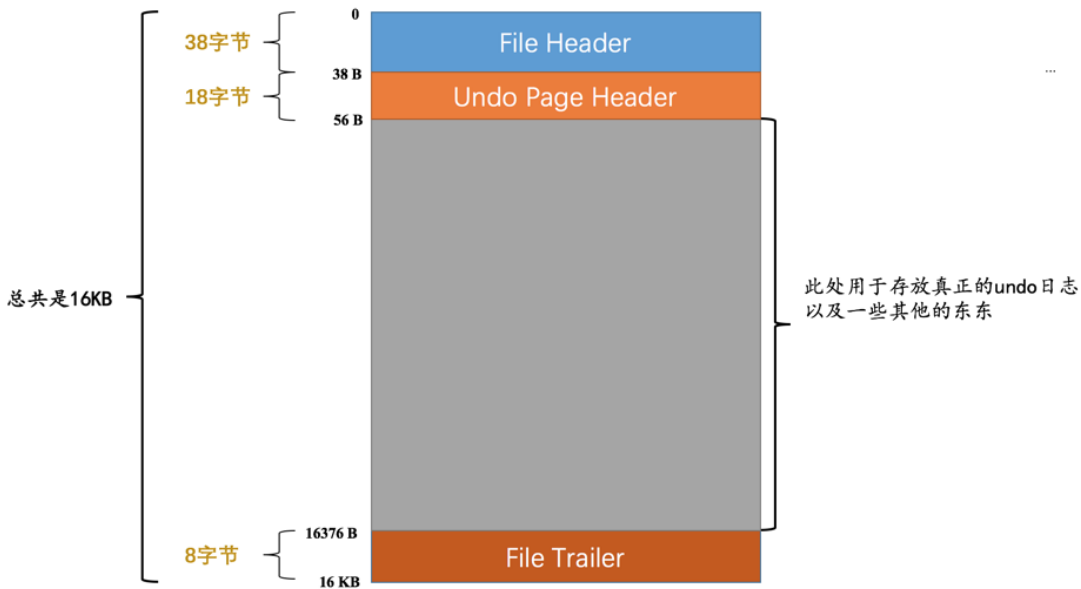 0
38字节
File Header
38 B
...
18字节
Undo Page Header
56 B
总共是16KB
此处用于存放真正的undo日志
以及一些其他的东东
16376 B
8字节
File Trailer
16 KB